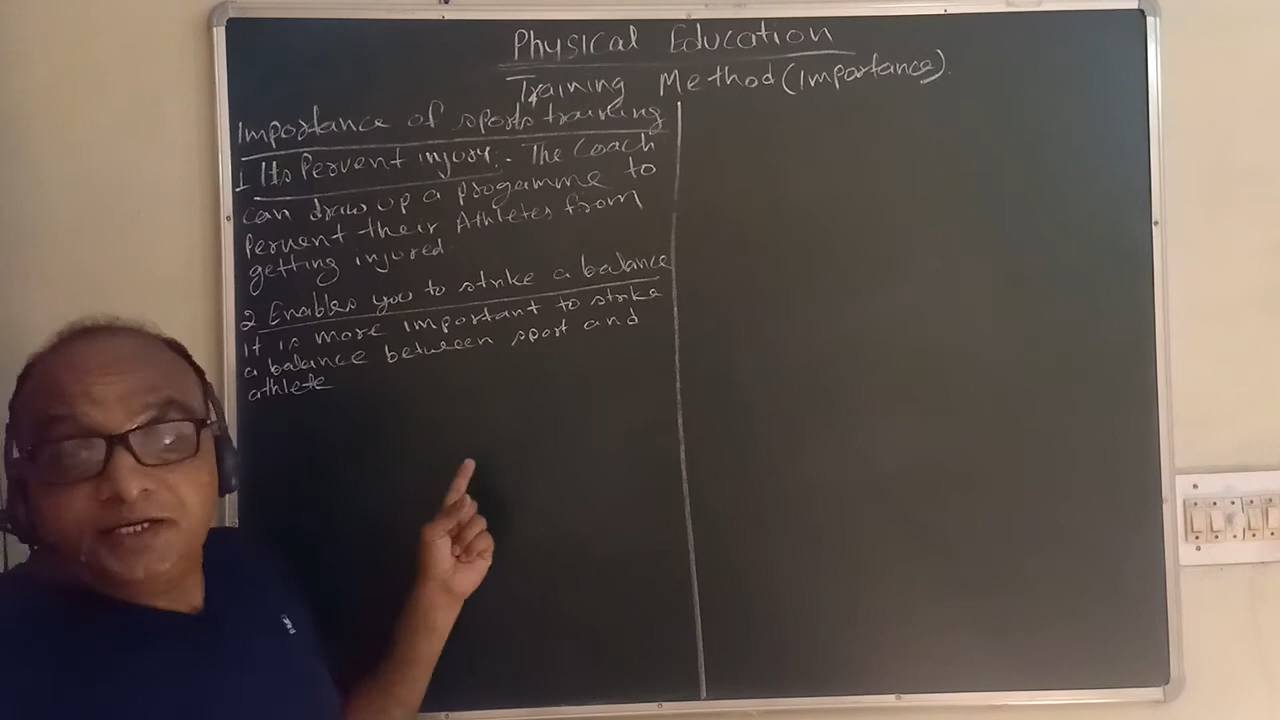 Physical Education
Training Method (Importance).
Importance of sports training
1 Its Pervent injury:- The Coach
can draw up a progamme to
Pervent their Athletes from
getting injured.
2 Enables you to strike a balance
it is more important to strike
a balance between sport and
athlete